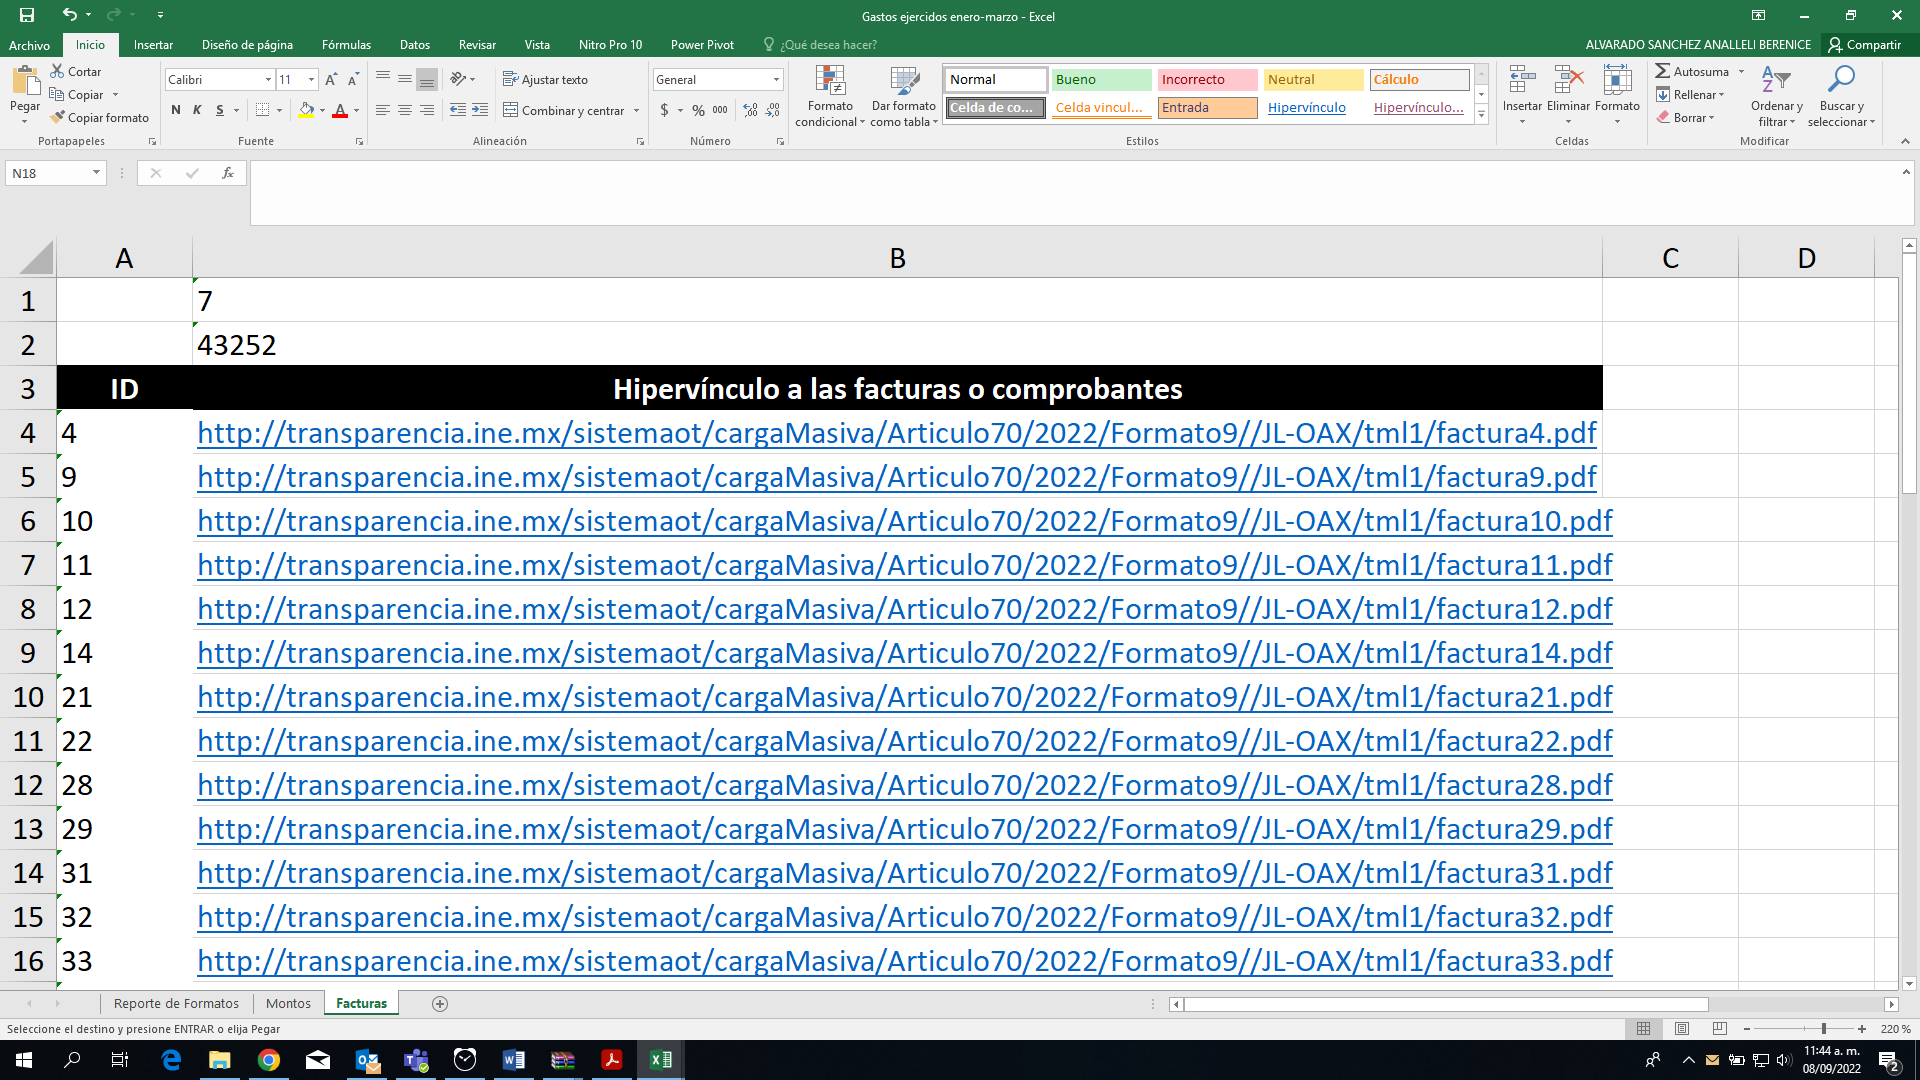 Gastos ejercidos enero-marzo - Excel
Archivo Inicio Insertar Diseño de página Fórmulas Datos Revisar Vista Nitro Pro 10 Power Pivot ¿Qué desea hacer? ALVARADO SANCHEZ ANALLELI BERENICE Compartir
Pegar
Cortar
Copiar
Copiar formato
Portapapeles
Calibri 11
N K S
Fuente
Ajustar texto
Combinar y centrar
Alineación
General
$ % 000
Número
Formato condicional
Dar formato como tabla
Normal Bueno Incorrecto Neutral Cálculo
Celda de co... Celda vincul... Entrada Hipervínculo Hipervínculo...
Estilos
Insertar Eliminar Formato
Celdas
Autosuma
Rellenar
Borrar
Ordenar y filtrar
Buscar y seleccionar
Modificar
N18 fx
A B C D
1 7
2 43252
3 ID Hipervínculo a las facturas o comprobantes
4 4 http://transparencia.ine.mx/sistemaot/cargaMasiva/Articulo70/2022/Formato9//JL-OAX/tml1/factura4.pdf
5 9 http://transparencia.ine.mx/sistemaot/cargaMasiva/Articulo70/2022/Formato9//JL-OAX/tml1/factura9.pdf
6 10 http://transparencia.ine.mx/sistemaot/cargaMasiva/Articulo70/2022/Formato9//JL-OAX/tml1/factura10.pdf
7 11 http://transparencia.ine.mx/sistemaot/cargaMasiva/Articulo70/2022/Formato9//JL-OAX/tml1/factura11.pdf
8 12 http://transparencia.ine.mx/sistemaot/cargaMasiva/Articulo70/2022/Formato9//JL-OAX/tml1/factura12.pdf
9 14 http://transparencia.ine.mx/sistemaot/cargaMasiva/Articulo70/2022/Formato9//JL-OAX/tml1/factura14.pdf
10 21 http://transparencia.ine.mx/sistemaot/cargaMasiva/Articulo70/2022/Formato9//JL-OAX/tml1/factura21.pdf
11 22 http://transparencia.ine.mx/sistemaot/cargaMasiva/Articulo70/2022/Formato9//JL-OAX/tml1/factura22.pdf
12 28 http://transparencia.ine.mx/sistemaot/cargaMasiva/Articulo70/2022/Formato9//JL-OAX/tml1/factura28.pdf
13 29 http://transparencia.ine.mx/sistemaot/cargaMasiva/Articulo70/2022/Formato9//JL-OAX/tml1/factura29.pdf
14 31 http://transparencia.ine.mx/sistemaot/cargaMasiva/Articulo70/2022/Formato9//JL-OAX/tml1/factura31.pdf
15 32 http://transparencia.ine.mx/sistemaot/cargaMasiva/Articulo70/2022/Formato9//JL-OAX/tml1/factura32.pdf
16 33 http://transparencia.ine.mx/sistemaot/cargaMasiva/Articulo70/2022/Formato9//JL-OAX/tml1/factura33.pdf
Reporte de Formatos Montos Facturas
Seleccione el destino y presione ENTRAR o elija Pegar 220 %
11:44 a. m.
08/09/2022
2